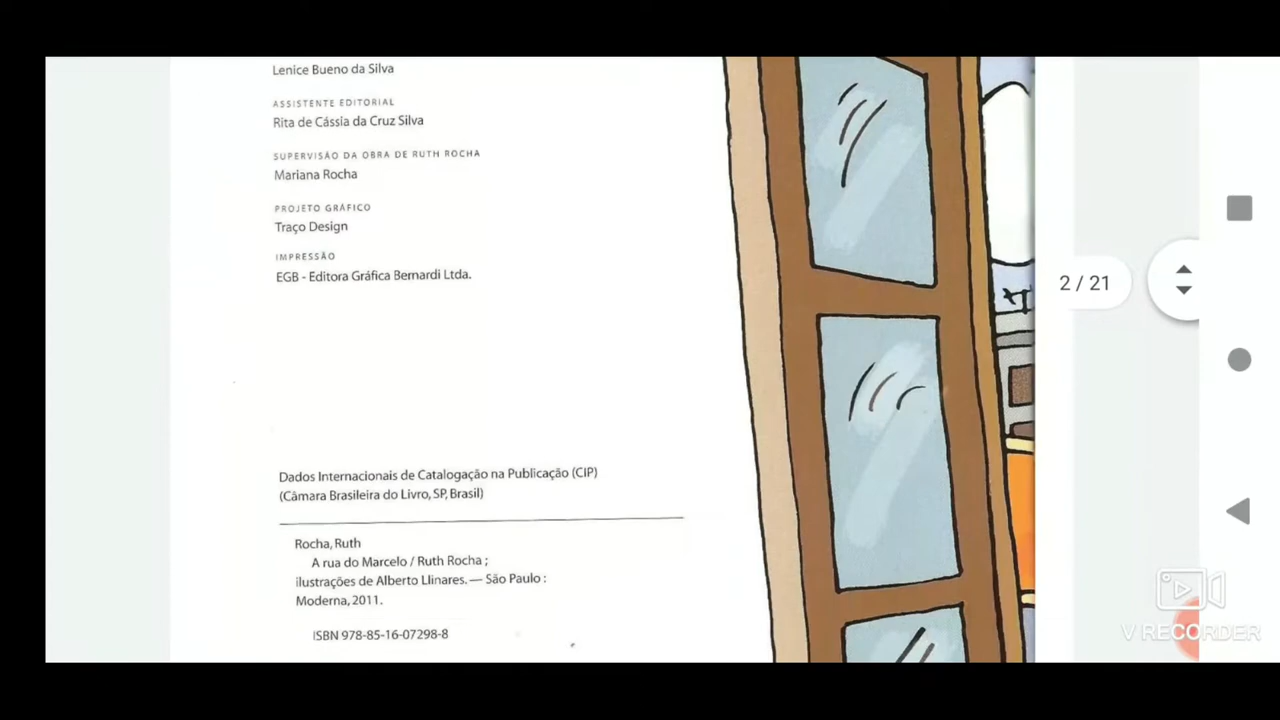 Lenice Bueno da Silva
ASSISTENTE EDITORIAL
Rita de Cássia da Cruz Silva
SUPERVISÃO DA OBRA DE RUTH ROCHA
Mariana Rocha
PROJETO GRÁFICO
Traço Design
IMPRESSÃO
EGB - Editora Gráfica Bernardi Ltda.
2 / 21
Dados Internacionais de Catalogação na Publicação (CIP)
(Câmara Brasileira do Livro, SP, Brasil)
Rocha, Ruth
A rua do Marcelo / Ruth Rocha ;
ilustrações de Alberto Llinares. — São Paulo :
Moderna, 2011.
ISBN 978-85-16-07298-8
V RECORDER